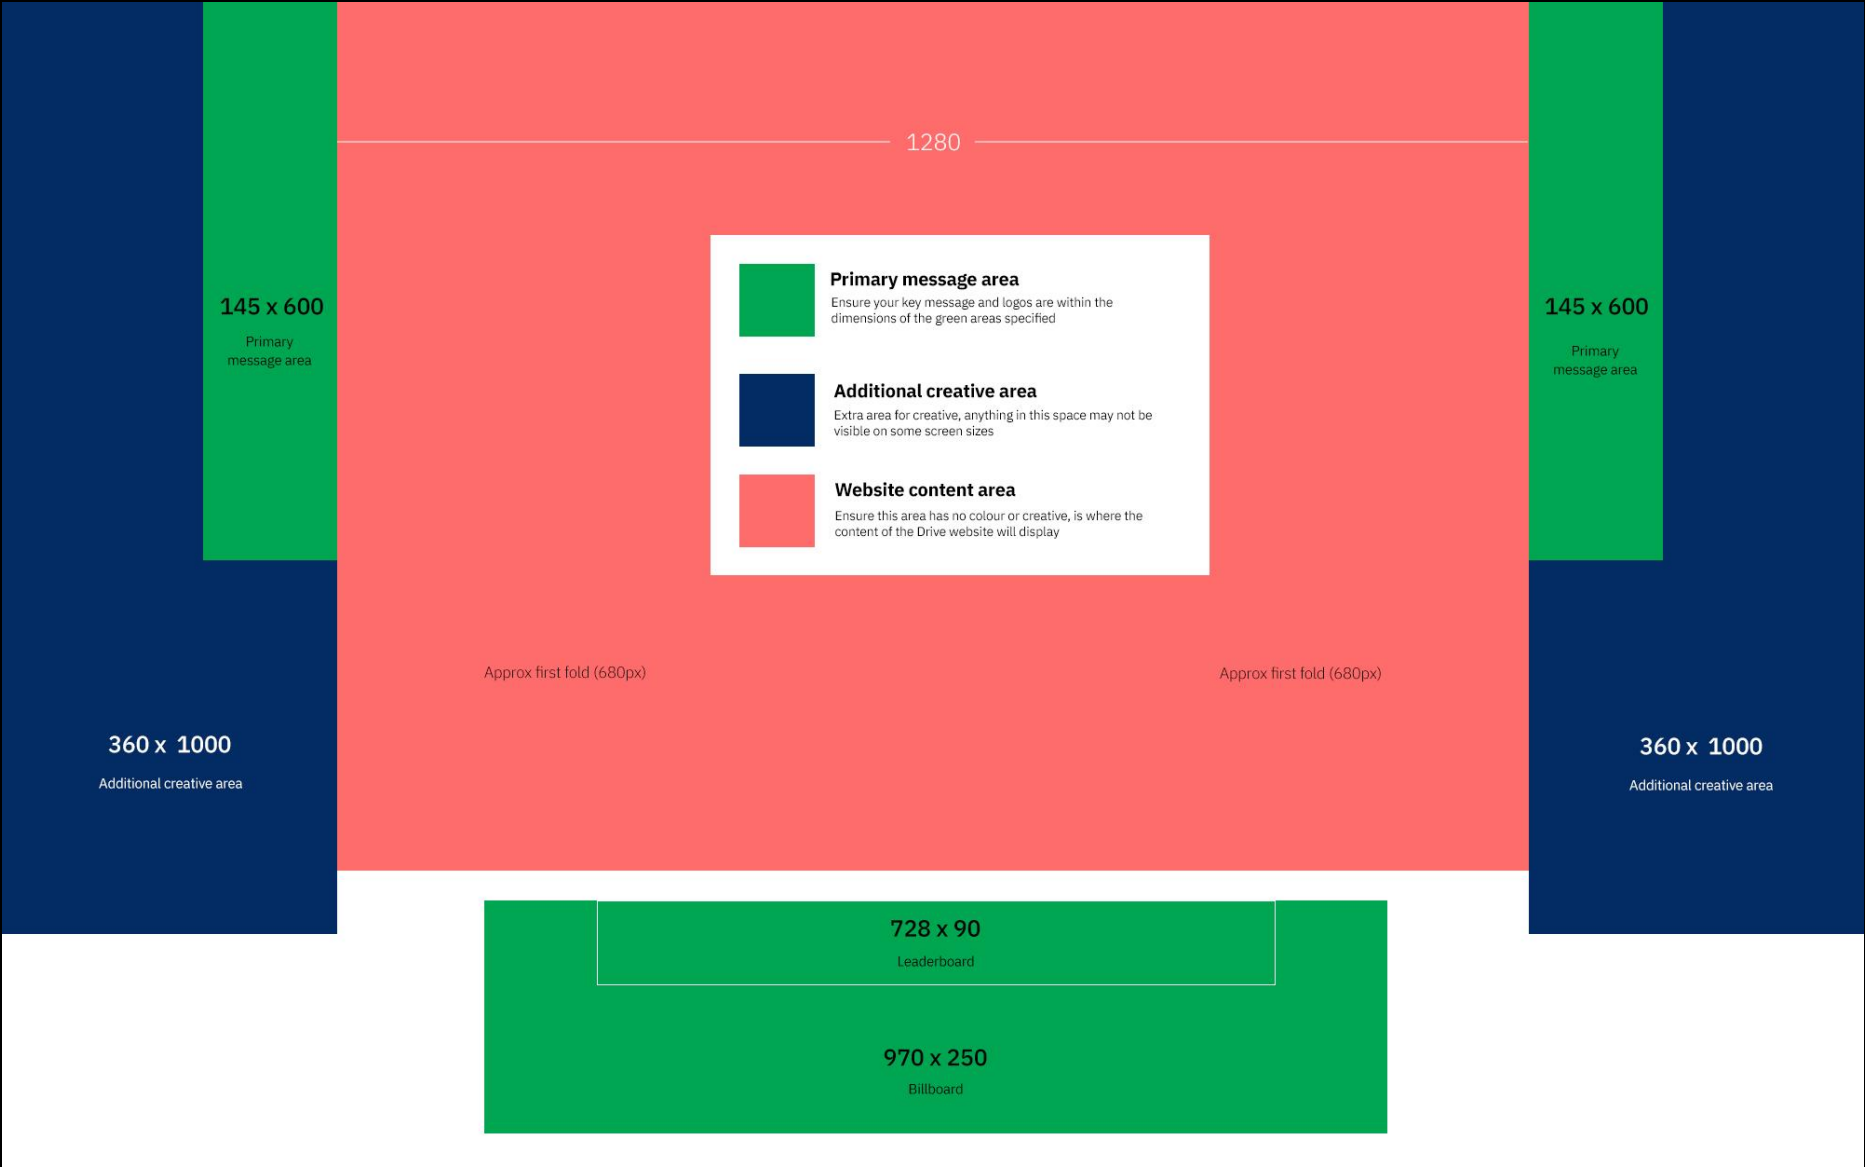 1280
145 x 600
Primary
message area
Primary message area
Ensure your key message and logos are within the
dimensions of the green areas specified
Additional creative area
Extra area for creative, anything in this space may not be
visible on some screen sizes
Website content area
Ensure this area has no colour or creative, is where the
content of the Drive website will display
145 x 600
Primary
message area
Approx first fold (680px)
Approx first fold (680px)
360 x 1000
Additional creative area
360 x 1000
Additional creative area
728 x 90
Leaderboard
970 x 250
Billboard